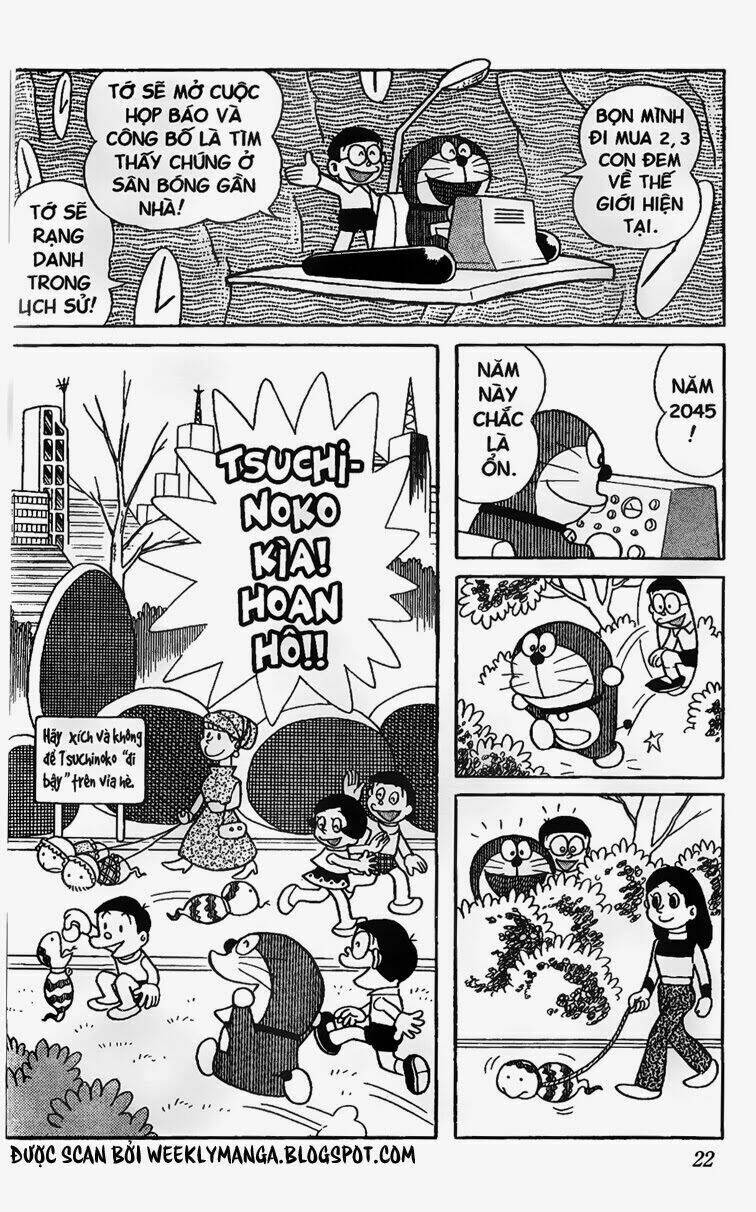 BỌN MÌNH
ĐI MUA 2, 3
CON ĐEM
VỀ THẾ
GIỚI HIỆN
TẠI.
TỚ SẼ MỞ CUỘC
HỌP BÁO VÀ
CÔNG BỐ LÀ TÌM
THẤY CHÚNG Ở
SÂN BÓNG GẦN
NHÀ!
TỚ SẼ
RẠNG
DANH
TRONG
LỊCH SỬ!
NĂM
2045
!
NĂM
NÀY
CHẮC
LÀ
ỔN.
TSUCHI-
NOKO
KÌA!
HOAN
HÔ!!
Hãy xích và không
để Tsuchinoko "đi
bậy" trên vỉa hè.
ĐƯỢC SCAN BỞI WEEKLYMANGA.BLOGSPOT.COM
22